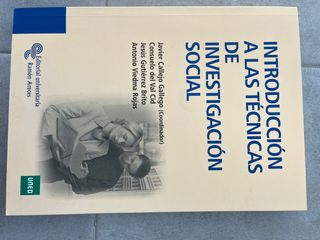 INTRODUCCIÓN
A LAS TÉCNICAS
DE
INVESTIGACIÓN
SOCIAL
Javier Callejo Gallego (Coordinador)
Consuelo del Val Cid
Jesús Gutiérrez Brito
Antonio Viedma Rojas
Editorial universitaria
Ramón Areces
UNED